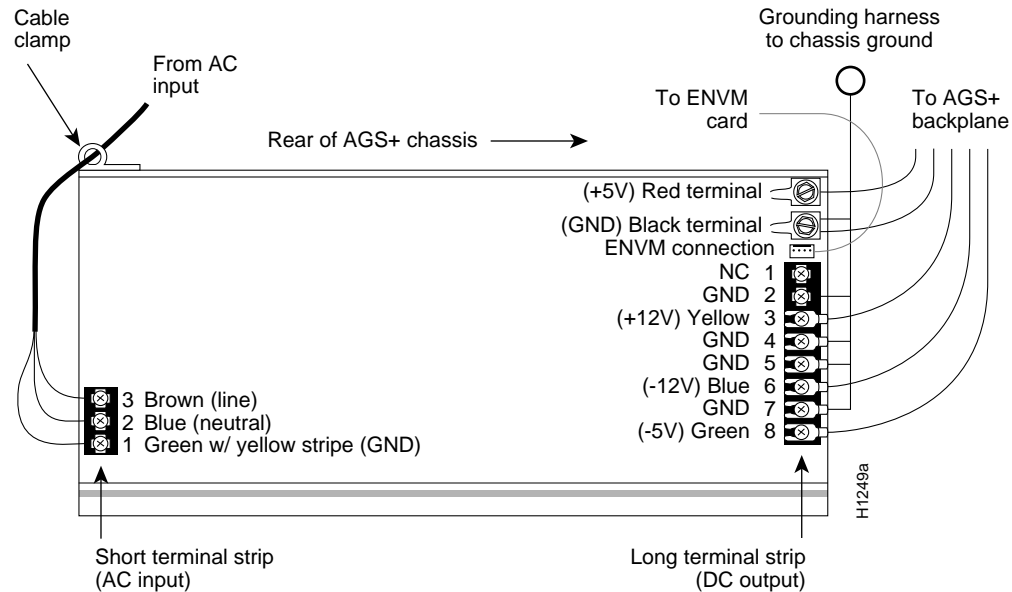 Cable
clamp
From AC
input
Rear of AGS+ chassis
Grounding harness
to chassis ground
To ENVM
card
To AGS+
backplane
(+5V) Red terminal
(GND) Black terminal
ENVM connection
NC 1
GND 2
(+12V) Yellow 3
GND 4
GND 5
(-12V) Blue 6
GND 7
(-5V) Green 8
3 Brown (line)
2 Blue (neutral)
1 Green w/ yellow stripe (GND)
H1249a
Short terminal strip
(AC input)
Long terminal strip
(DC output)